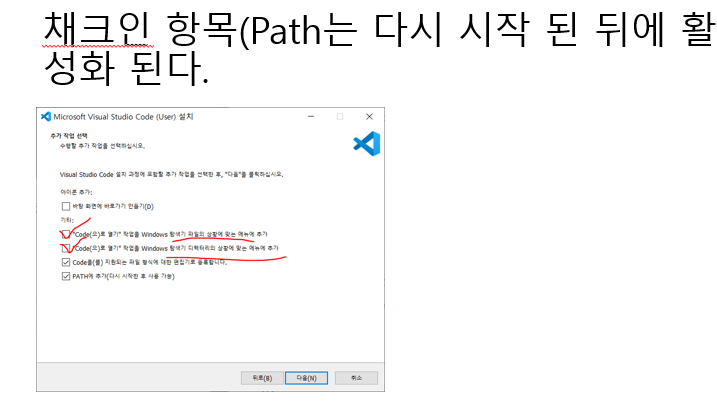 채크인 항목(Path는 다시 시작 된 뒤에 활
성화 된다.
Microsoft Visual Studio Code (User) 설치
추가 작업 선택
수행할 추가 작업을 선택하십시오.
Visual Studio Code 설치 과정에 포함할 추가 작업을 선택한 후, "다음"을 클릭하십시오.
아이콘 추가:
바탕 화면에 바로가기 만들기(D)
기타:
"Code(으)로 열기" 작업을 Windows 탐색기 파일의 상황에 맞는 메뉴에 추가
"Code(으)로 열기" 작업을 Windows 탐색기 디렉터리의 상황에 맞는 메뉴에 추가
Code을(를) 지원되는 파일 형식에 대한 편집기로 등록합니다.
PATH에 추가(다시 시작한 후 사용 가능)
뒤로(B) 다음(N) 취소